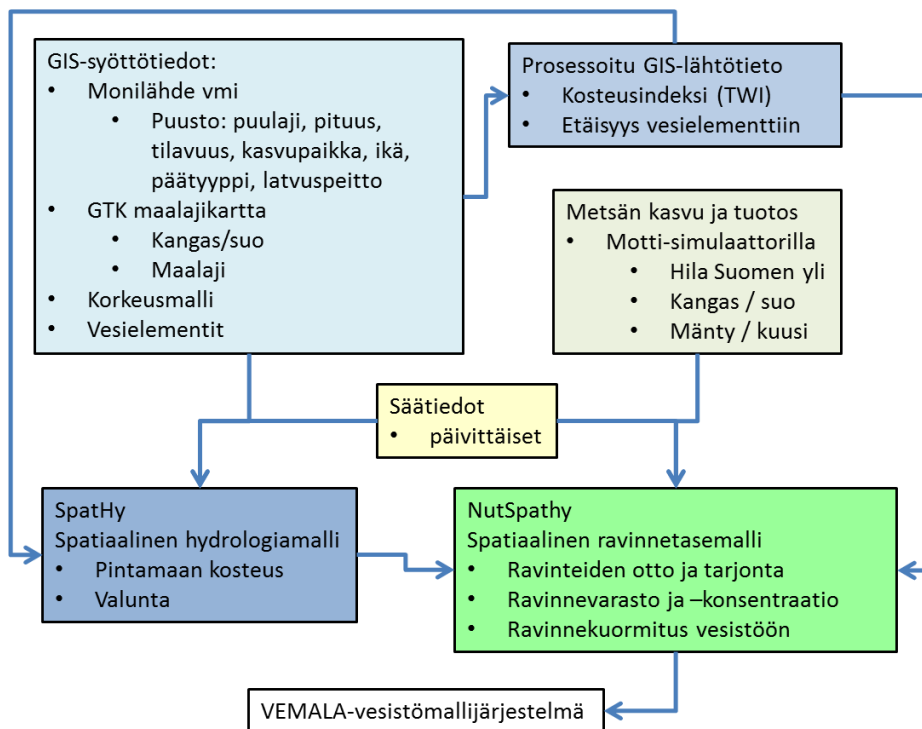 GIS-syöttötiedot:
• Monilähde vmi
• Puusto: puulaji, pituus,
tilavuus, kasvupaikka, ikä,
päätyyppi, latvuspeitto
• GTK maalajikartta
• Kangas/suo
• Maalaji
• Korkeusmalli
• Vesielementit
Prosessoitu GIS-lähtötieto
• Kosteusindeksi (TWI)
• Etäisyys vesielementtiin
Metsän kasvu ja tuotos
• Motti-simulaattorilla
• Hila Suomen yli
• Kangas / suo
• Mänty / kuusi
Säätiedot
• päivittäiset
SpatHy
Spatiaalinen hydrologiamalli
• Pintamaan kosteus
• Valunta
NutSpathy
Spatiaalinen ravinnetasemalli
• Ravinteiden otto ja tarjonta
• Ravinnevarasto ja –konsentraatio
• Ravinnekuormitus vesistöön
VEMALA-vesistömallijärjestelmä